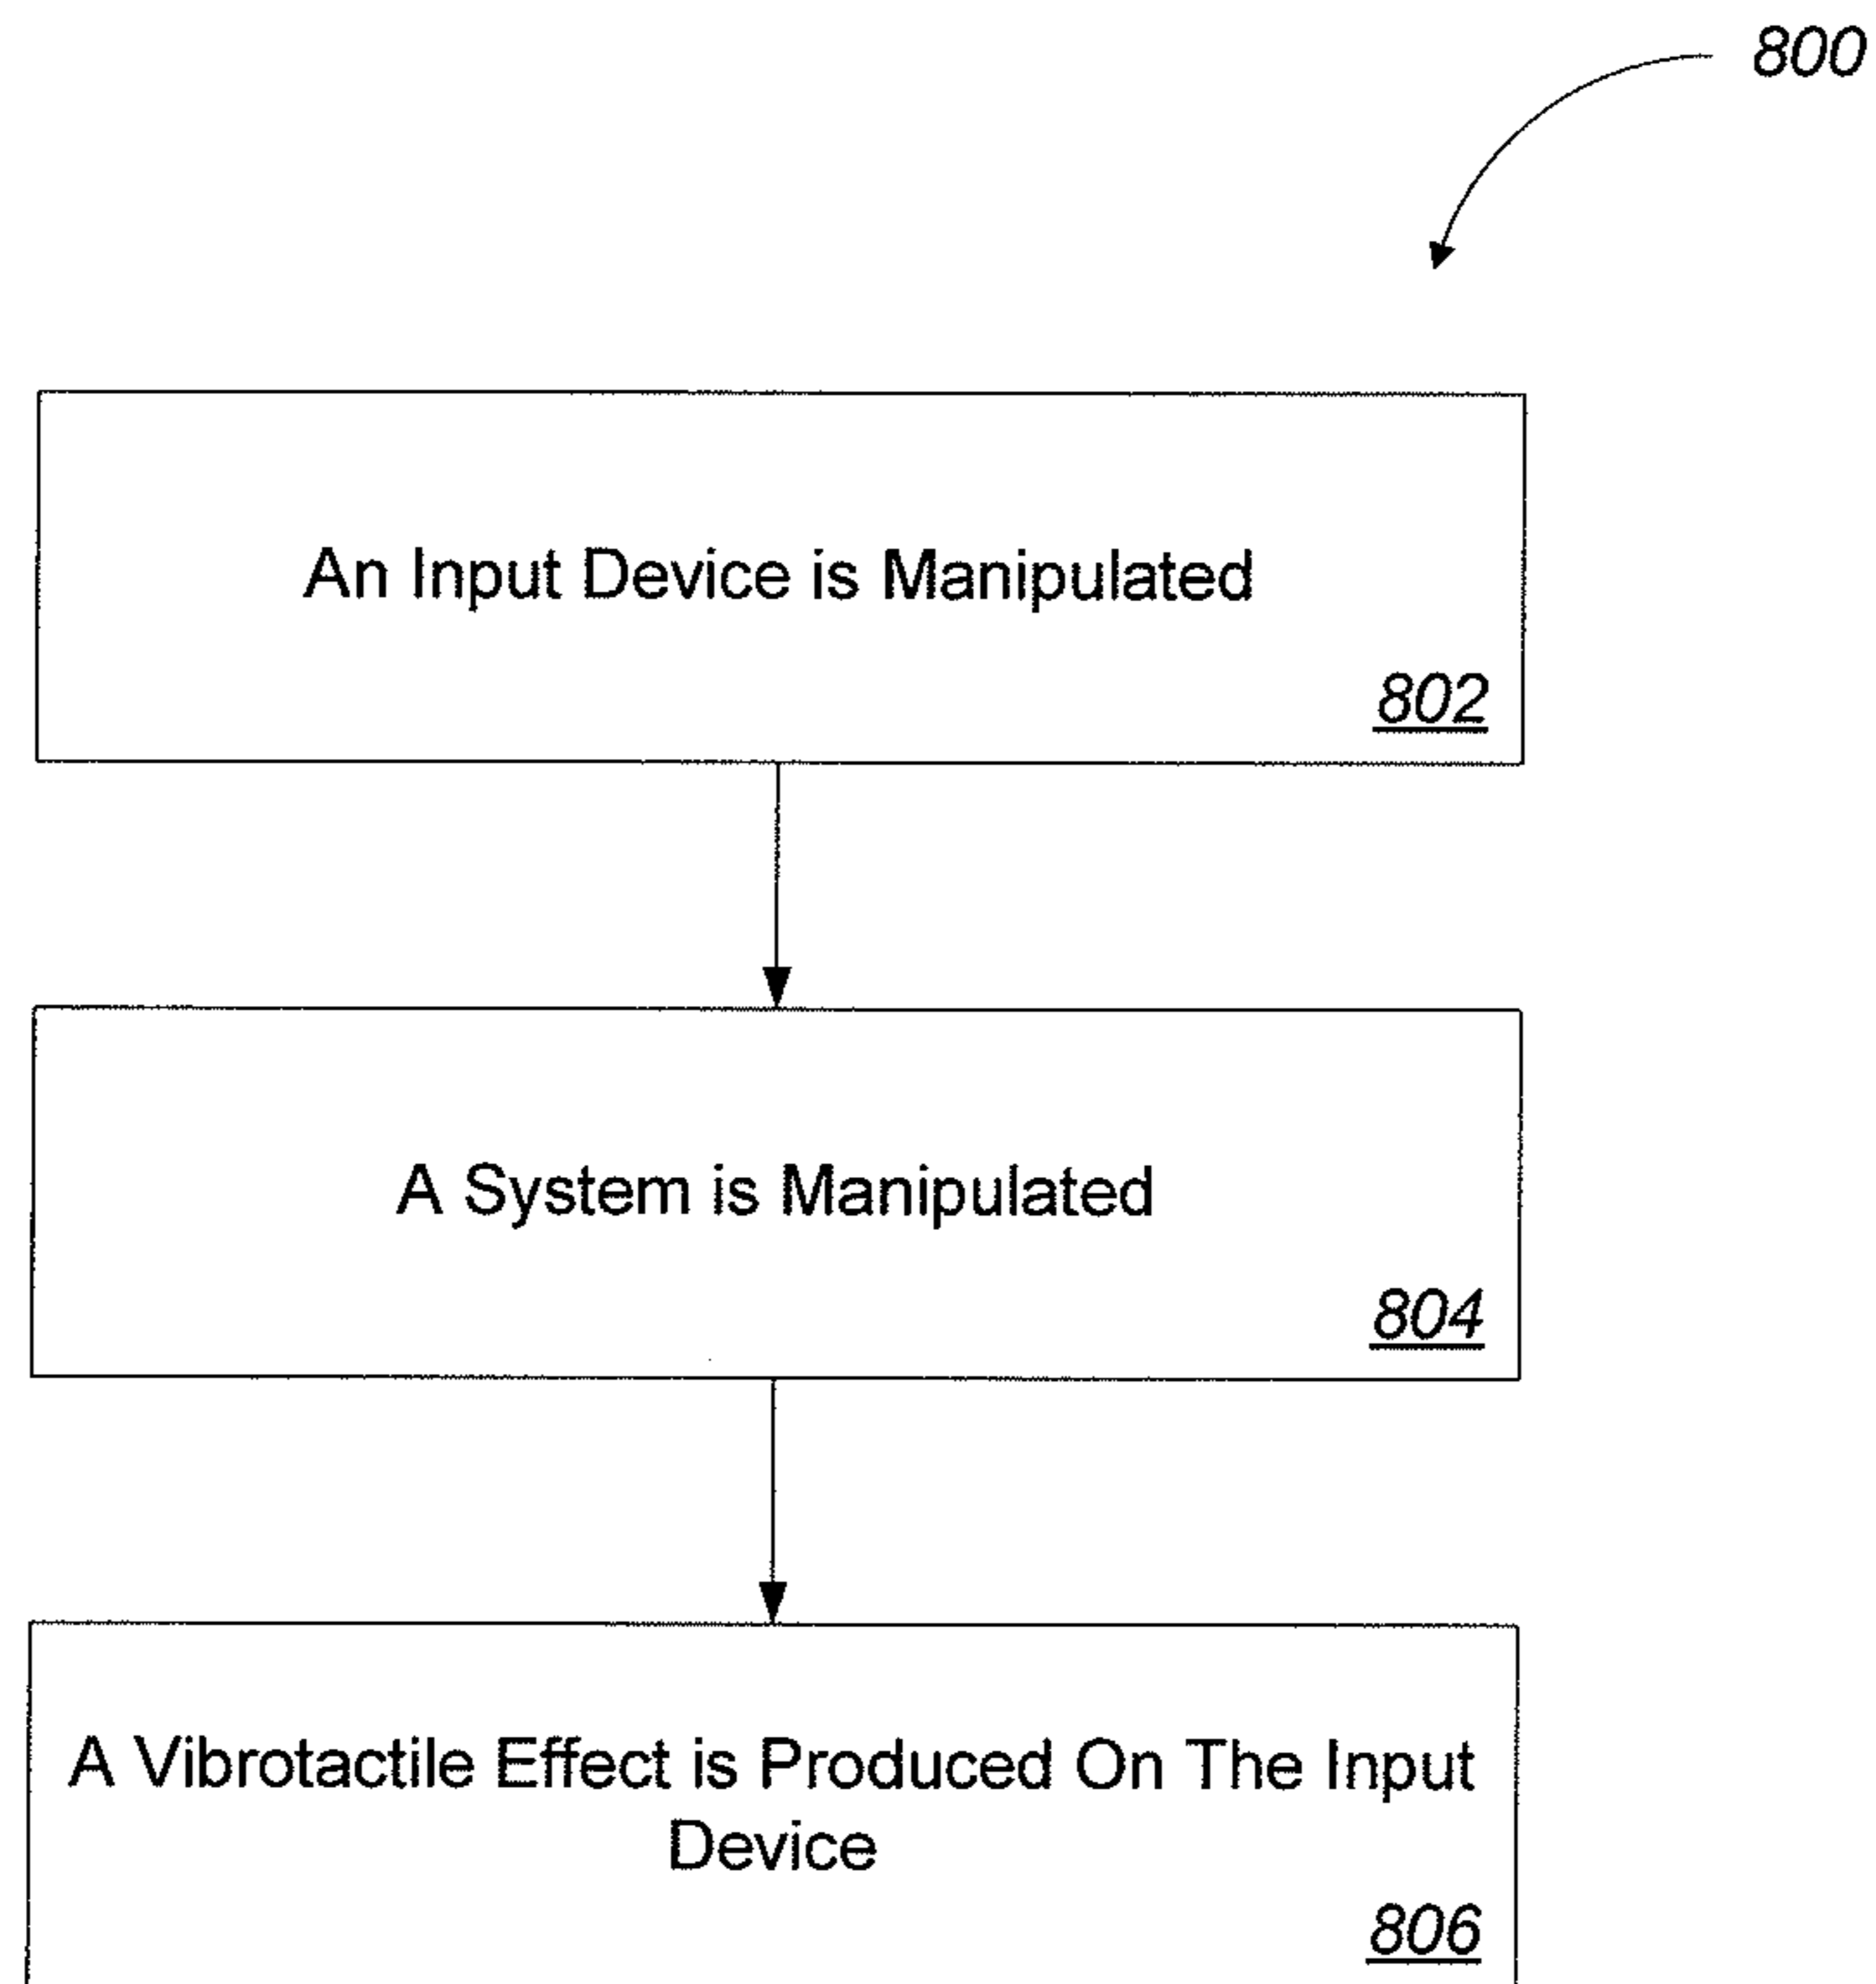 800
An Input Device is Manipulated
802
A System is Manipulated
804
A Vibrotactile Effect is Produced On The Input
Device
806